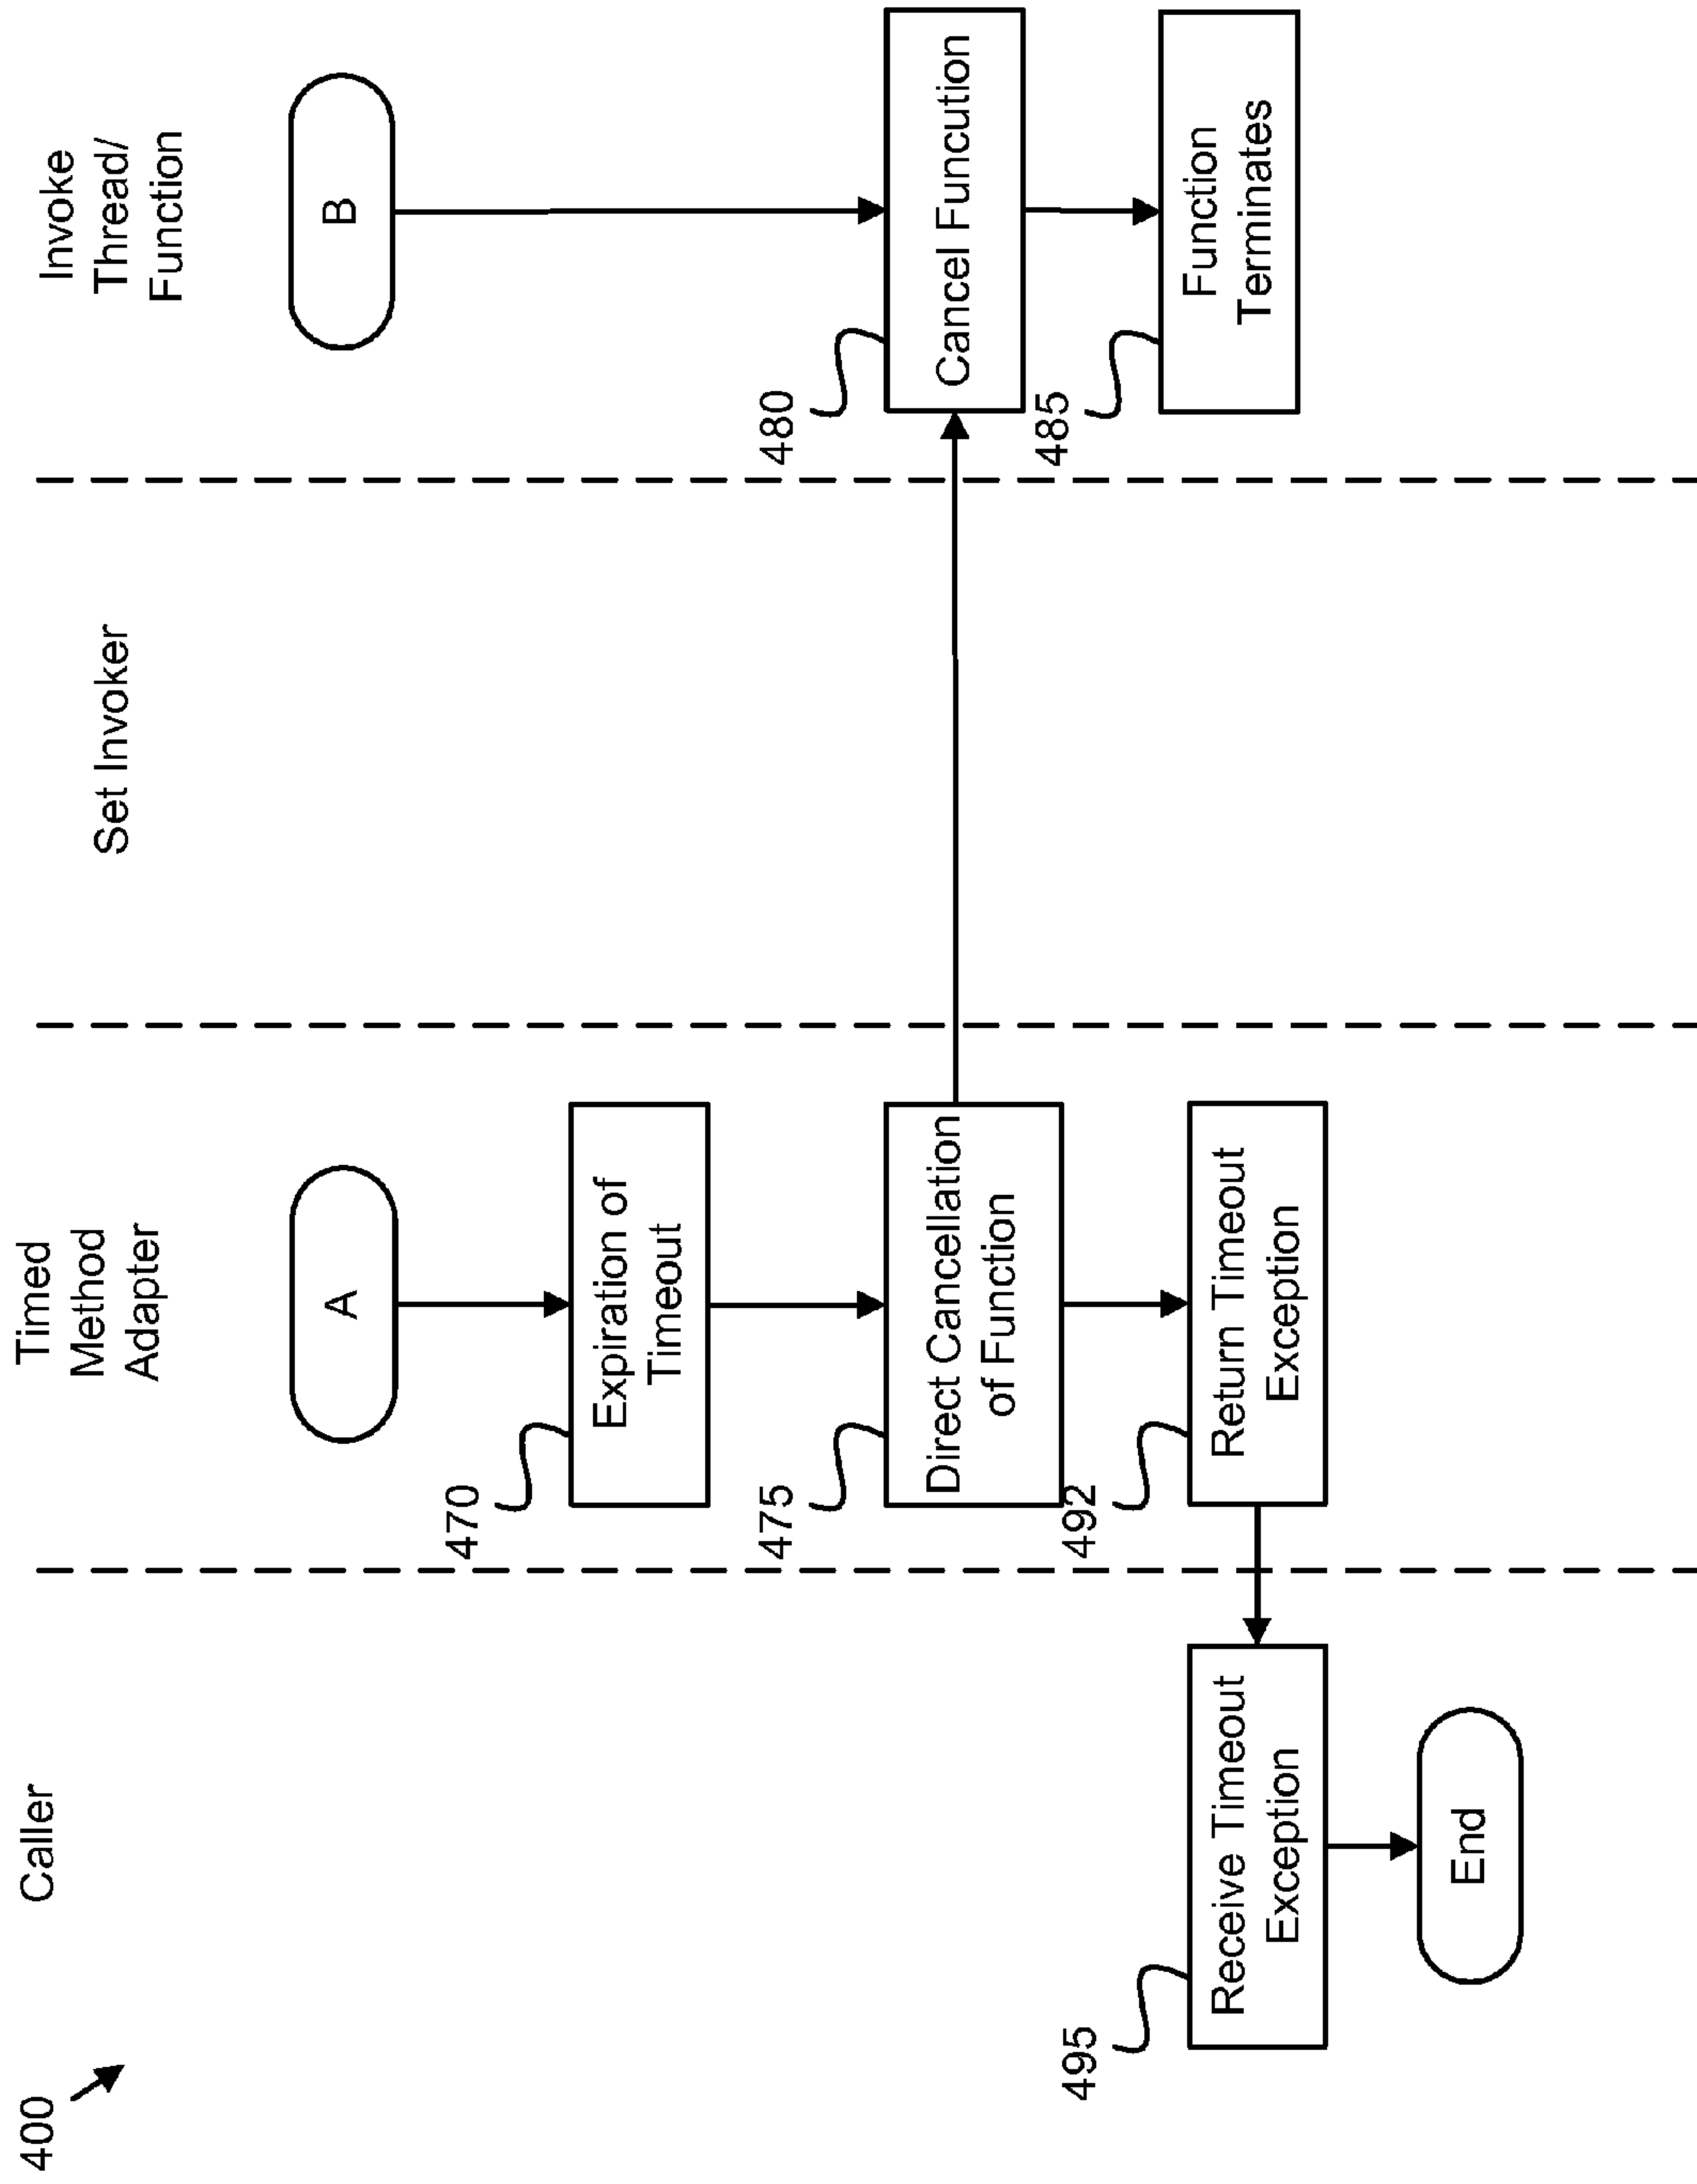 400
Caller
Timed
Method
Adapter
Set Invoker
Invoke
Thread/
Function
A
B
470
Expiration of
Timeout
475
Direct Cancellation
of Function
480
Cancel Funcution
485
Function
Terminates
492
Return Timeout
Exception
495
Receive Timeout
Exception
End